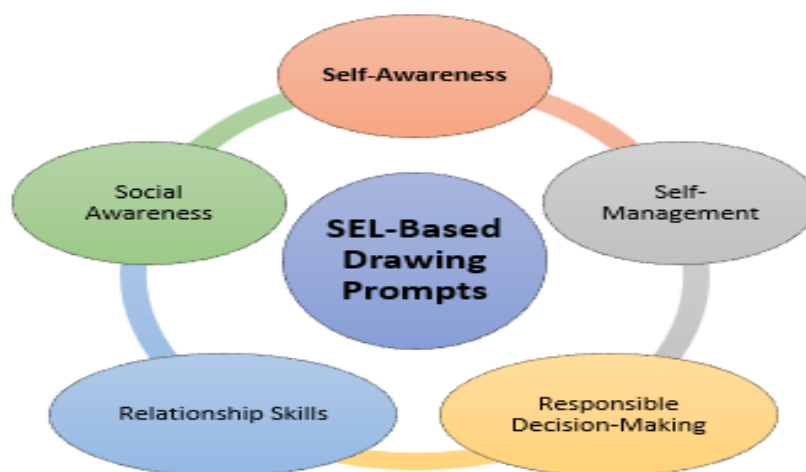 Self-Awareness
Social
Awareness
Self-
Management
SEL-Based
Drawing
Prompts
Relationship Skills
Responsible
Decision-Making